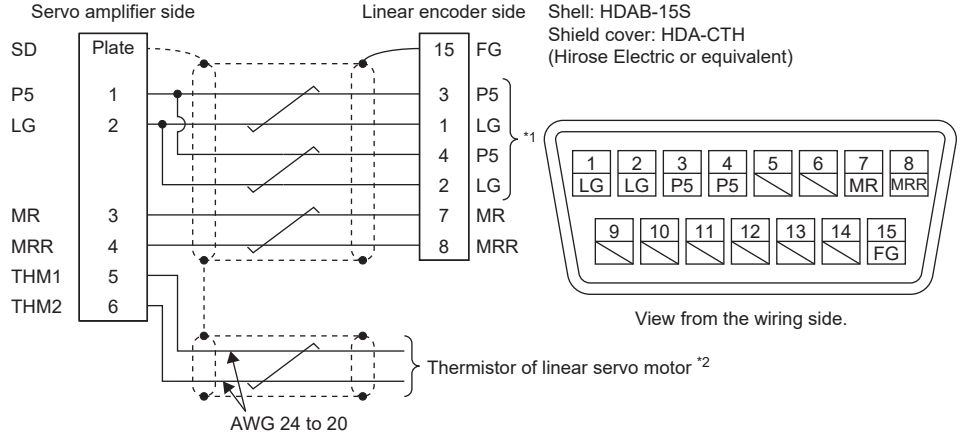 Servo amplifier side
Linear encoder side
Shell: HDAB-15S
Shield cover: HDA-CTH
(Hirose Electric or equivalent)
SD Plate 15 FG
P5 1 3 P5
LG 2 1 LG
*1
4 P5
2 LG
MR 3 7 MR
MRR 4 8 MRR
THM1 5
THM2 6
Thermistor of linear servo motor *2
AWG 24 to 20
1 2 3 4 5 6 7 8
LG LG P5 P5 MR MRR
9 10 11 12 13 14 15
FG
View from the wiring side.